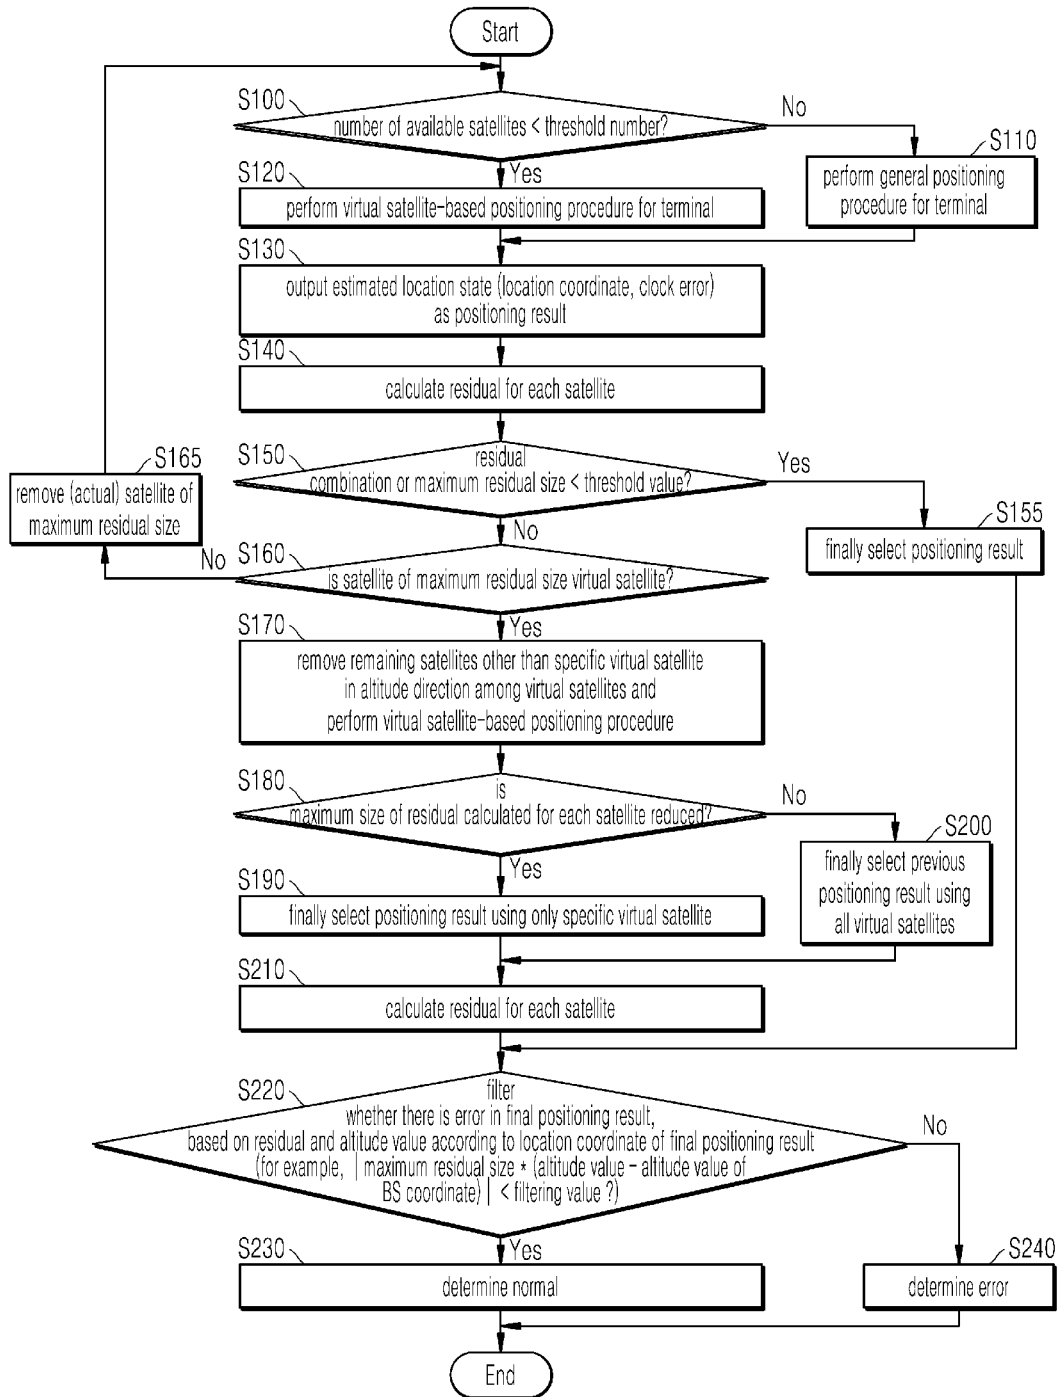 Start
S100
number of available satellites < threshold number?
No
S110
perform general positioning
procedure for terminal
Yes
S120
perform virtual satellite-based positioning procedure for terminal
S130
output estimated location state (location coordinate, clock error)
as positioning result
S140
calculate residual for each satellite
S150
residual
combination or maximum residual size < threshold value?
Yes
S155
finally select positioning result
S165
remove (actual) satellite of
maximum residual size
No
S160
is satellite of maximum residual size virtual satellite?
No
Yes
S170
remove remaining satellites other than specific virtual satellite
in altitude direction among virtual satellites and
perform virtual satellite-based positioning procedure
S180
is
maximum size of residual calculated for each satellite reduced?
No
S200
finally select previous
positioning result using
all virtual satellites
Yes
S190
finally select positioning result using only specific virtual satellite
S210
calculate residual for each satellite
S220
filter
whether there is error in final positioning result,
based on residual and altitude value according to location coordinate of final positioning result
(for example, | maximum residual size * (altitude value - altitude value of
BS coordinate) | < filtering value ?)
No
Yes
S230
determine normal
S240
determine error
End